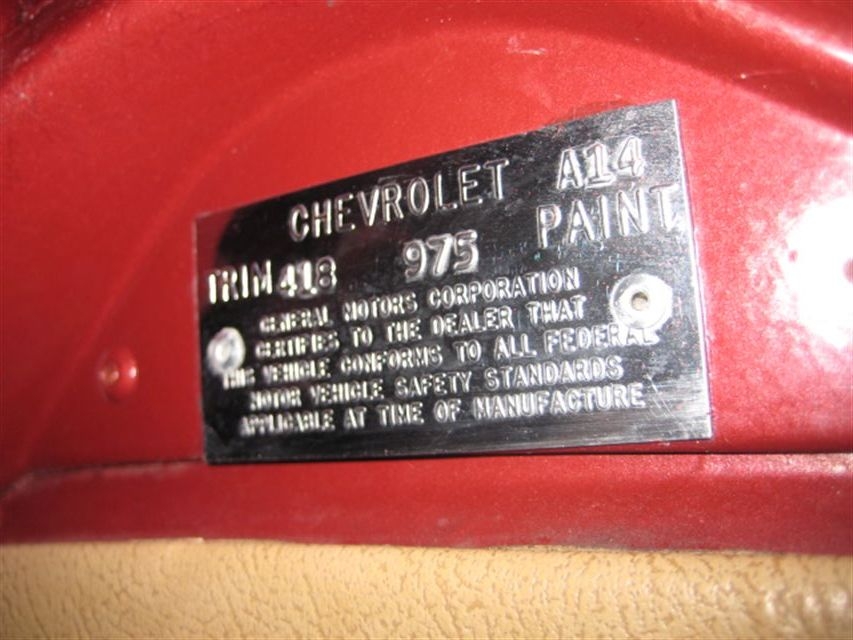 CHEVROLET A14
TRIM 418 975 PAINT
GENERAL MOTORS CORPORATION
CERTIFIES TO THE DEALER THAT
THE VEHICLE CONFORMS TO ALL FEDERAL
MOTOR VEHICLE SAFETY STANDARDS
APPLICABLE AT TIME OF MANUFACTURE